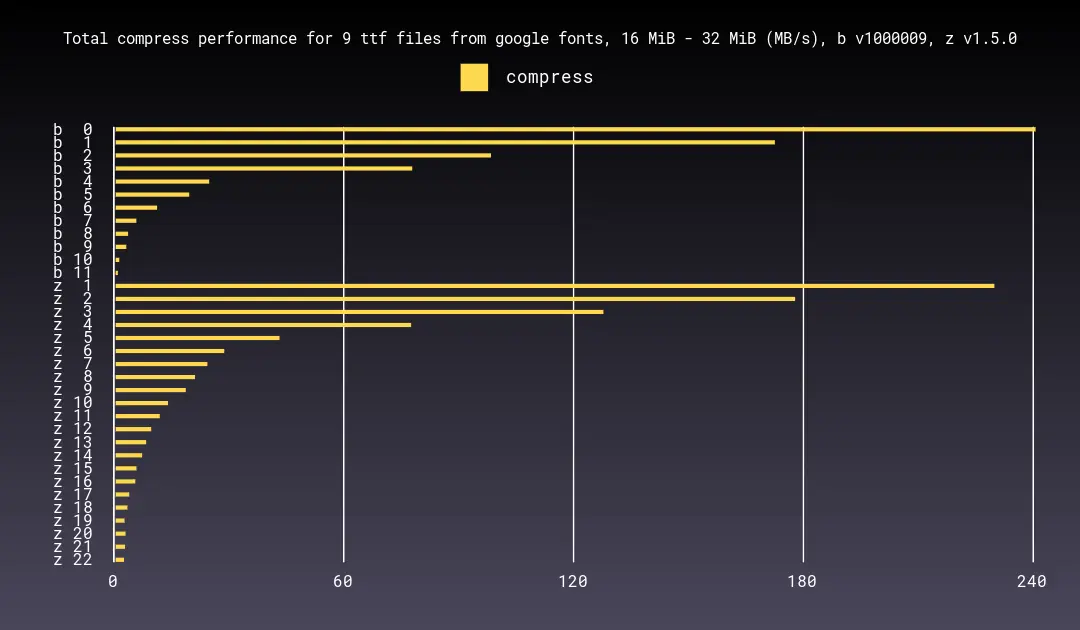 Total compress performance for 9 ttf files from google fonts, 16 MiB - 32 MiB (MB/s), b v1000009, z v1.5.0
compress
b 0
b 1
b 2
b 3
b 4
b 5
b 6
b 7
b 8
b 9
b 10
b 11
z 1
z 2
z 3
z 4
z 5
z 6
z 7
z 8
z 9
z 10
z 11
z 12
z 13
z 14
z 15
z 16
z 17
z 18
z 19
z 20
z 21
z 22
0 60 120 180 240